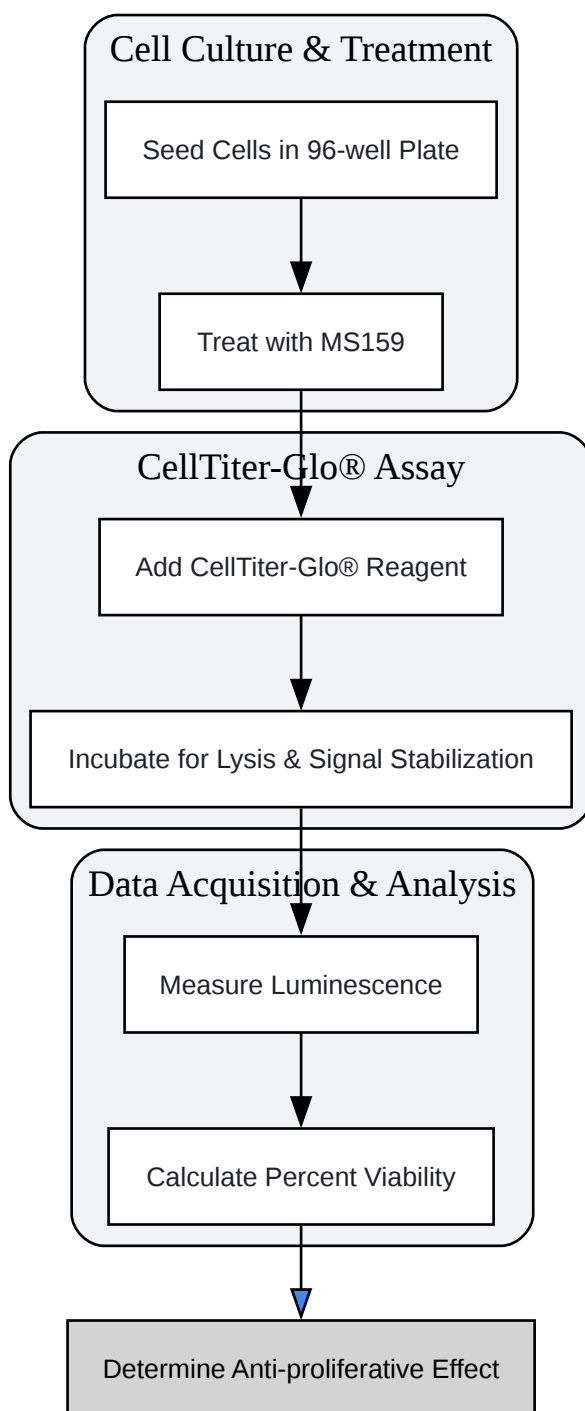 Cell Culture & Treatment
Seed Cells in 96-well Plate
Treat with MS159
CellTiter-Glo® Assay
Add CellTiter-Glo® Reagent
Incubate for Lysis & Signal Stabilization
Data Acquisition & Analysis
Measure Luminescence
Calculate Percent Viability
Determine Anti-proliferative Effect